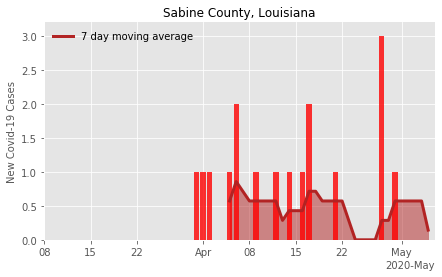 Sabine County, Louisiana
7 day moving average
New Covid-19 Cases
3.0
2.5
2.0
1.5
1.0
0.5
0.0
08 15 22 Apr 08 15 22 May
2020-May